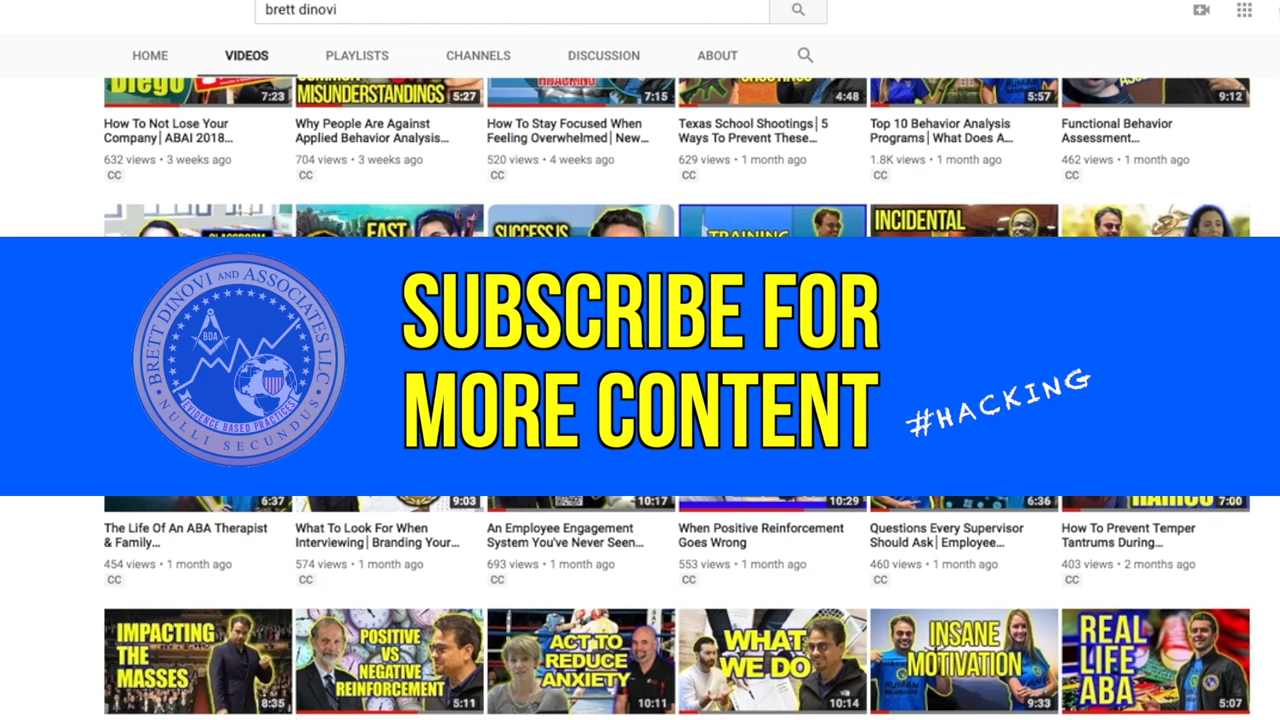 brett dinovi
HOME VIDEOS PLAYLISTS CHANNELS DISCUSSION ABOUT
Diego
7:23
COMMON
MISUNDERSTANDINGS
5:27
HIJACKING
7:15
SHOOTINGS
4:48
5:57
9:12
How To Not Lose Your
Company| ABAI 2018...
632 views • 3 weeks ago
CC
Why People Are Against
Applied Behavior Analysis...
704 views • 3 weeks ago
CC
How To Stay Focused When
Feeling Overwhelmed| New...
520 views • 4 weeks ago
CC
Texas School Shootings| 5
Ways To Prevent These...
629 views • 1 month ago
CC
Top 10 Behavior Analysis
Programs| What Does A...
1.8K views • 1 month ago
CC
Functional Behavior
Assessment...
462 views • 1 month ago
CC
CLASSROOM
FAST
SUCCESS IS
TRAINING
INCIDENTAL
BRETT DINOVI AND ASSOCIATES LLC
BDA
EVIDENCE BASED PRACTICES
NULLI SECUNDUS
SUBSCRIBE FOR
MORE CONTENT
#HACKING
6:37
9:03
10:17
10:29
6:36
7:00
The Life Of An ABA Therapist
& Family...
454 views • 1 month ago
CC
What To Look For When
Interviewing| Branding Your...
574 views • 1 month ago
CC
An Employee Engagement
System You've Never Seen...
693 views • 1 month ago
CC
When Positive Reinforcement
Goes Wrong
553 views • 1 month ago
CC
Questions Every Supervisor
Should Ask| Employee...
460 views • 1 month ago
CC
How To Prevent Temper
Tantrums During...
403 views • 2 months ago
CC
IMPACTING
THE
MASSES
8:35
POSITIVE
VS
NEGATIVE
REINFORCEMENT
5:11
ACT TO
REDUCE
ANXIETY
10:11
WHAT
WE DO
10:14
INSANE
MOTIVATION
9:33
REAL
LIFE
ABA
5:07